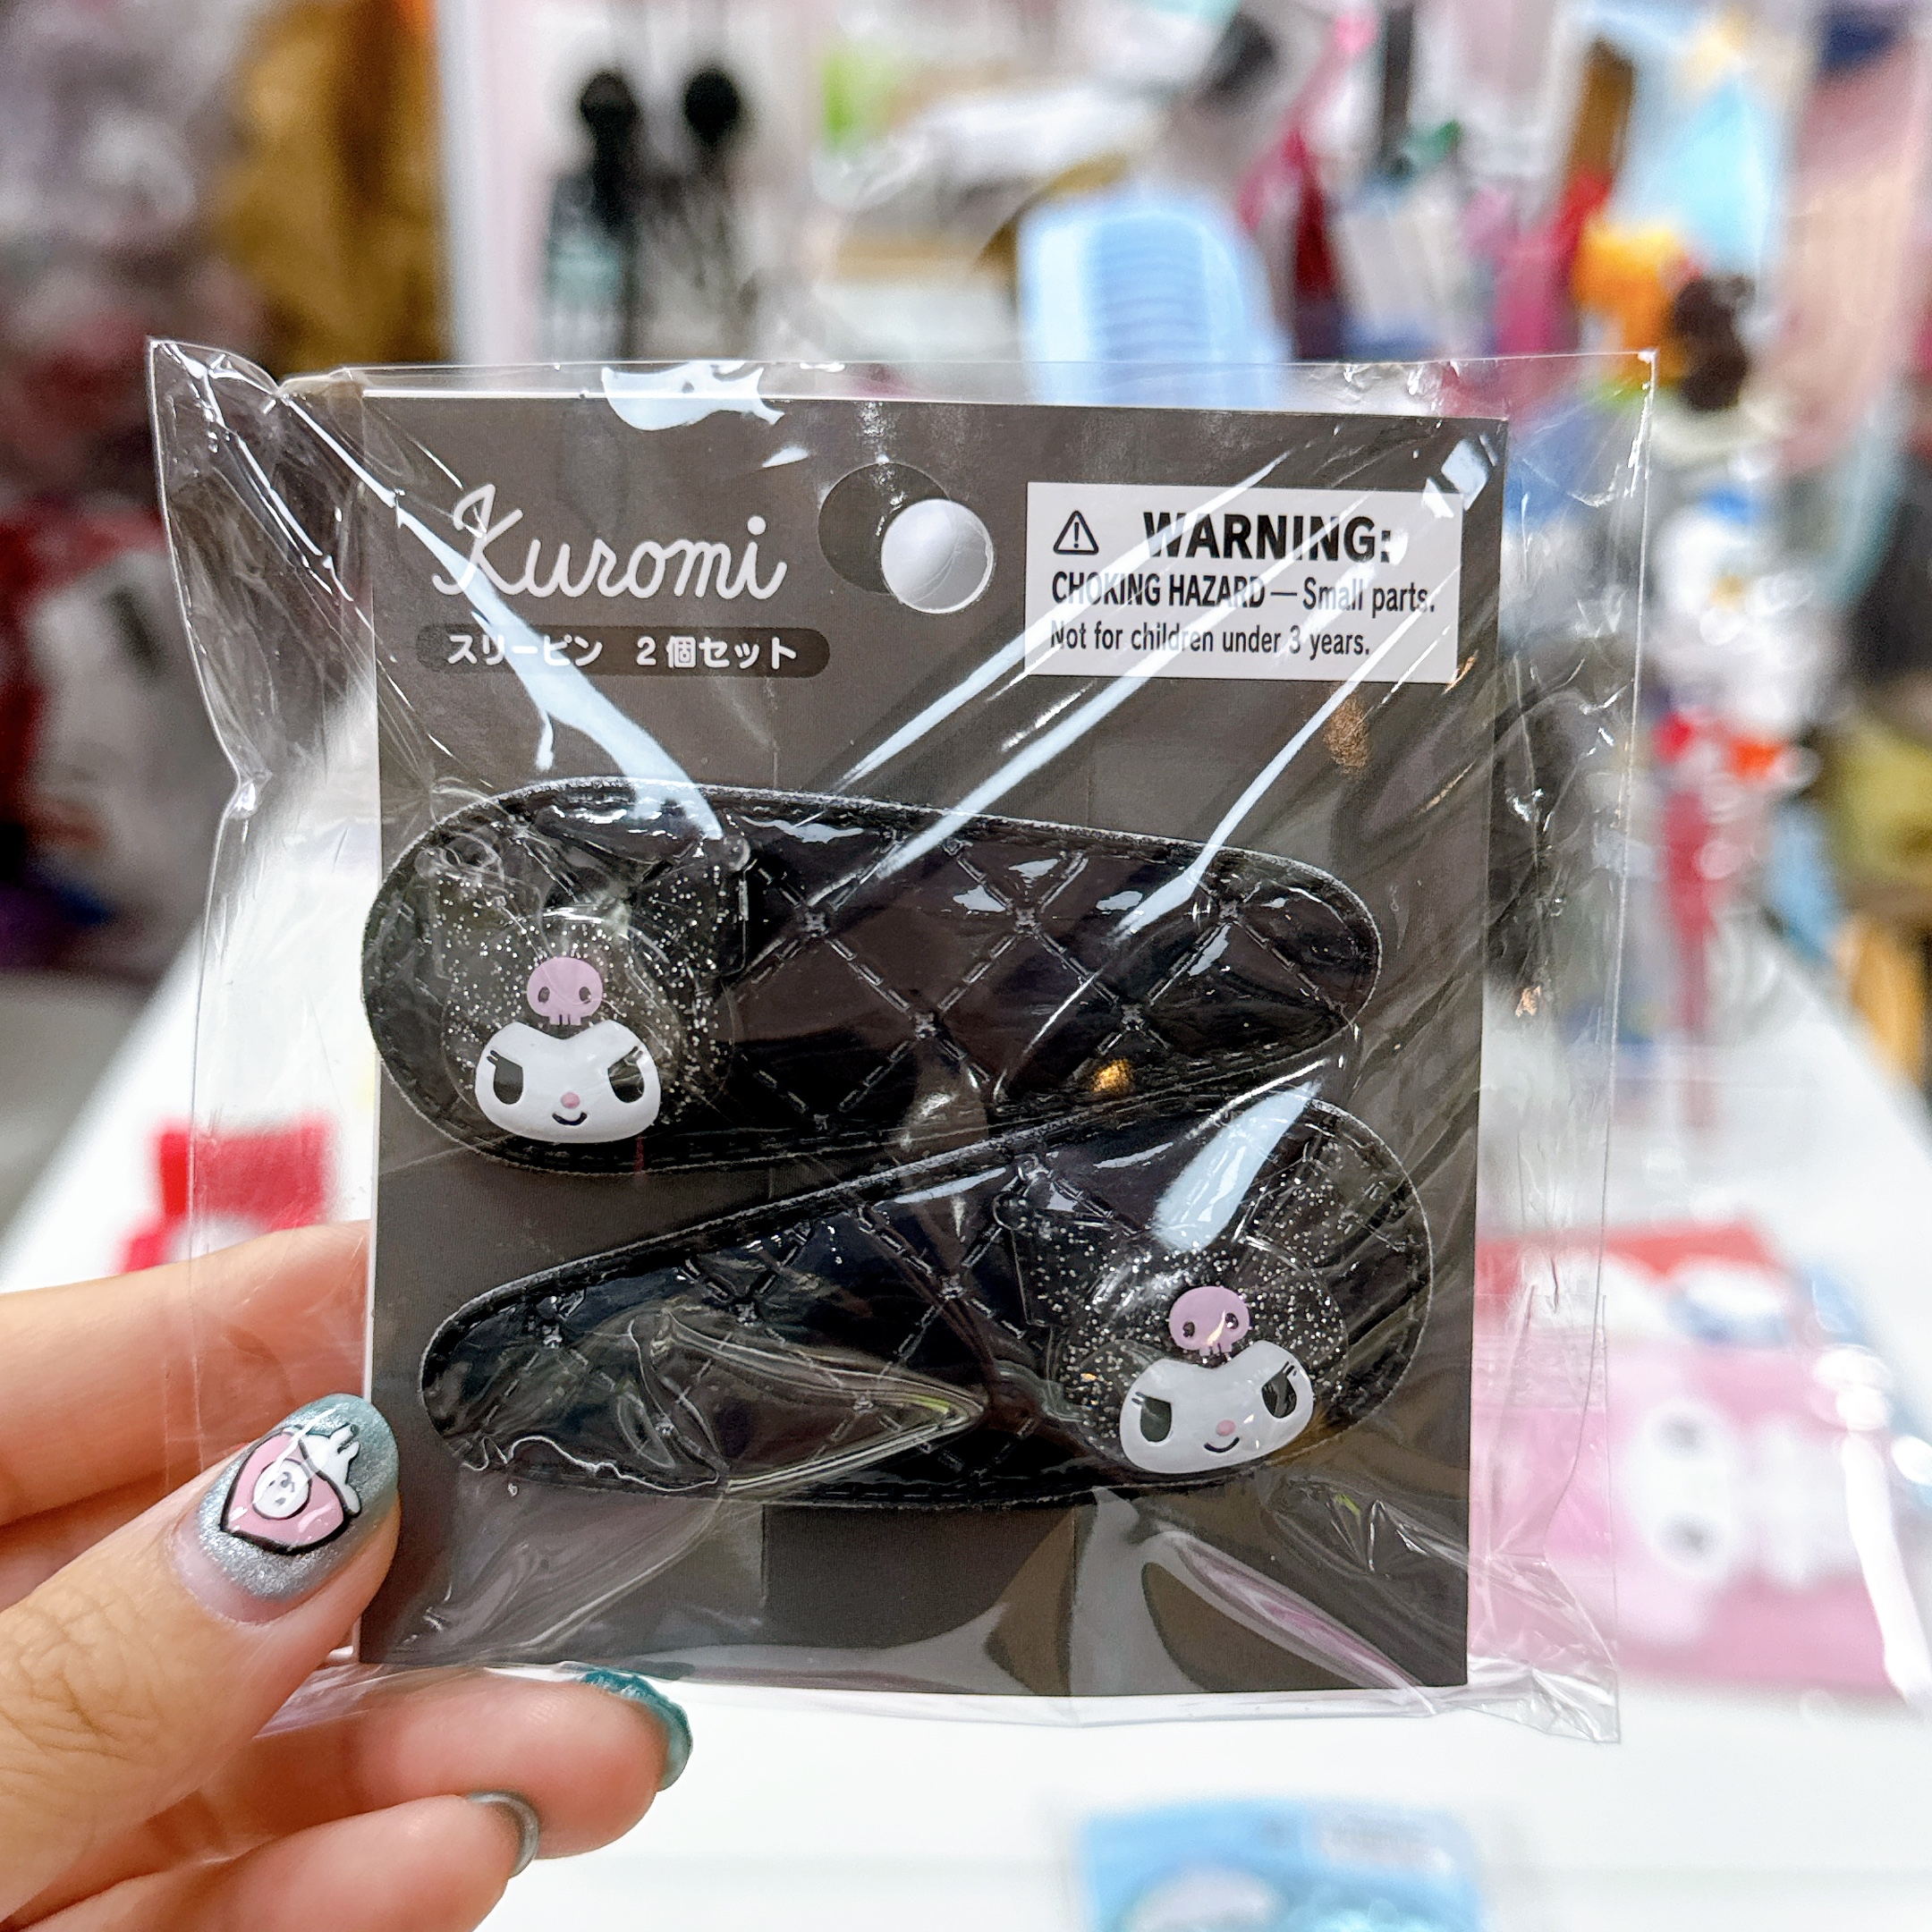 Kuromi
スリーピン 2個セット
⚠ WARNING:
CHOKING HAZARD—Small parts.
Not for children under 3 years.